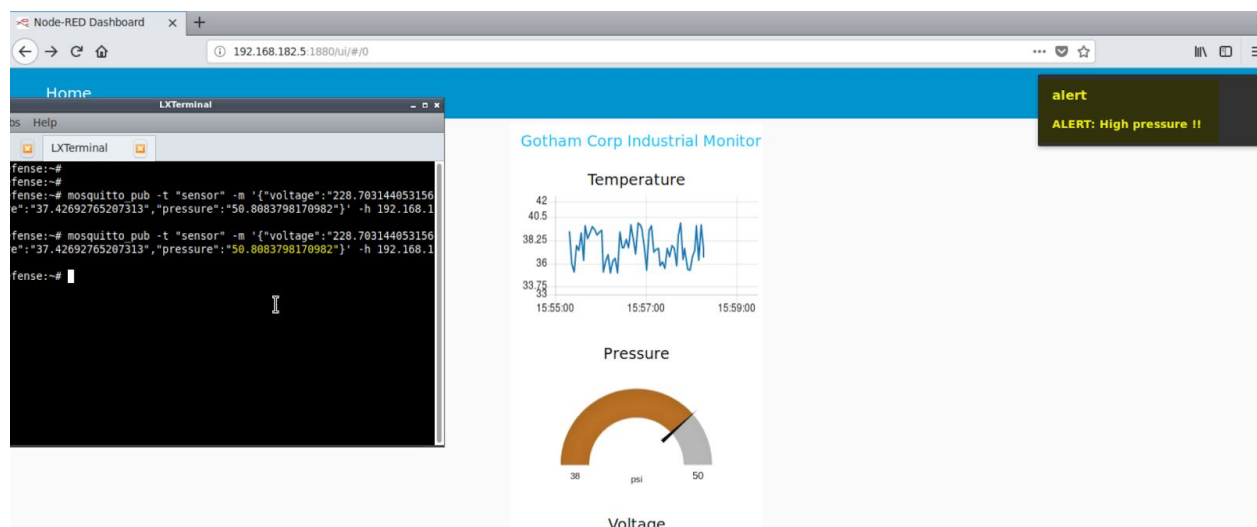 Node-RED Dashboard
192.168.182.5:1880/ui/#/0
Home
alert
ALERT: High pressure !!
LXTerminal
bs Help
LXTerminal
fense:~#
fense:~#
fense:~# mosquitto_pub -t "sensor" -m '{"voltage":"228.703144053156
e":"37.42692765207313","pressure":"50.8083798170982"}' -h 192.168.1
fense:~# mosquitto_pub -t "sensor" -m '{"voltage":"228.703144053156
e":"37.42692765207313","pressure":"50.8083798170982"}' -h 192.168.1
fense:~#
Gotham Corp Industrial Monitor
Temperature
42
40.5
38.25
36
33.75
33
15:55:00 15:57:00 15:59:00
Pressure
38 psi 50
Voltage